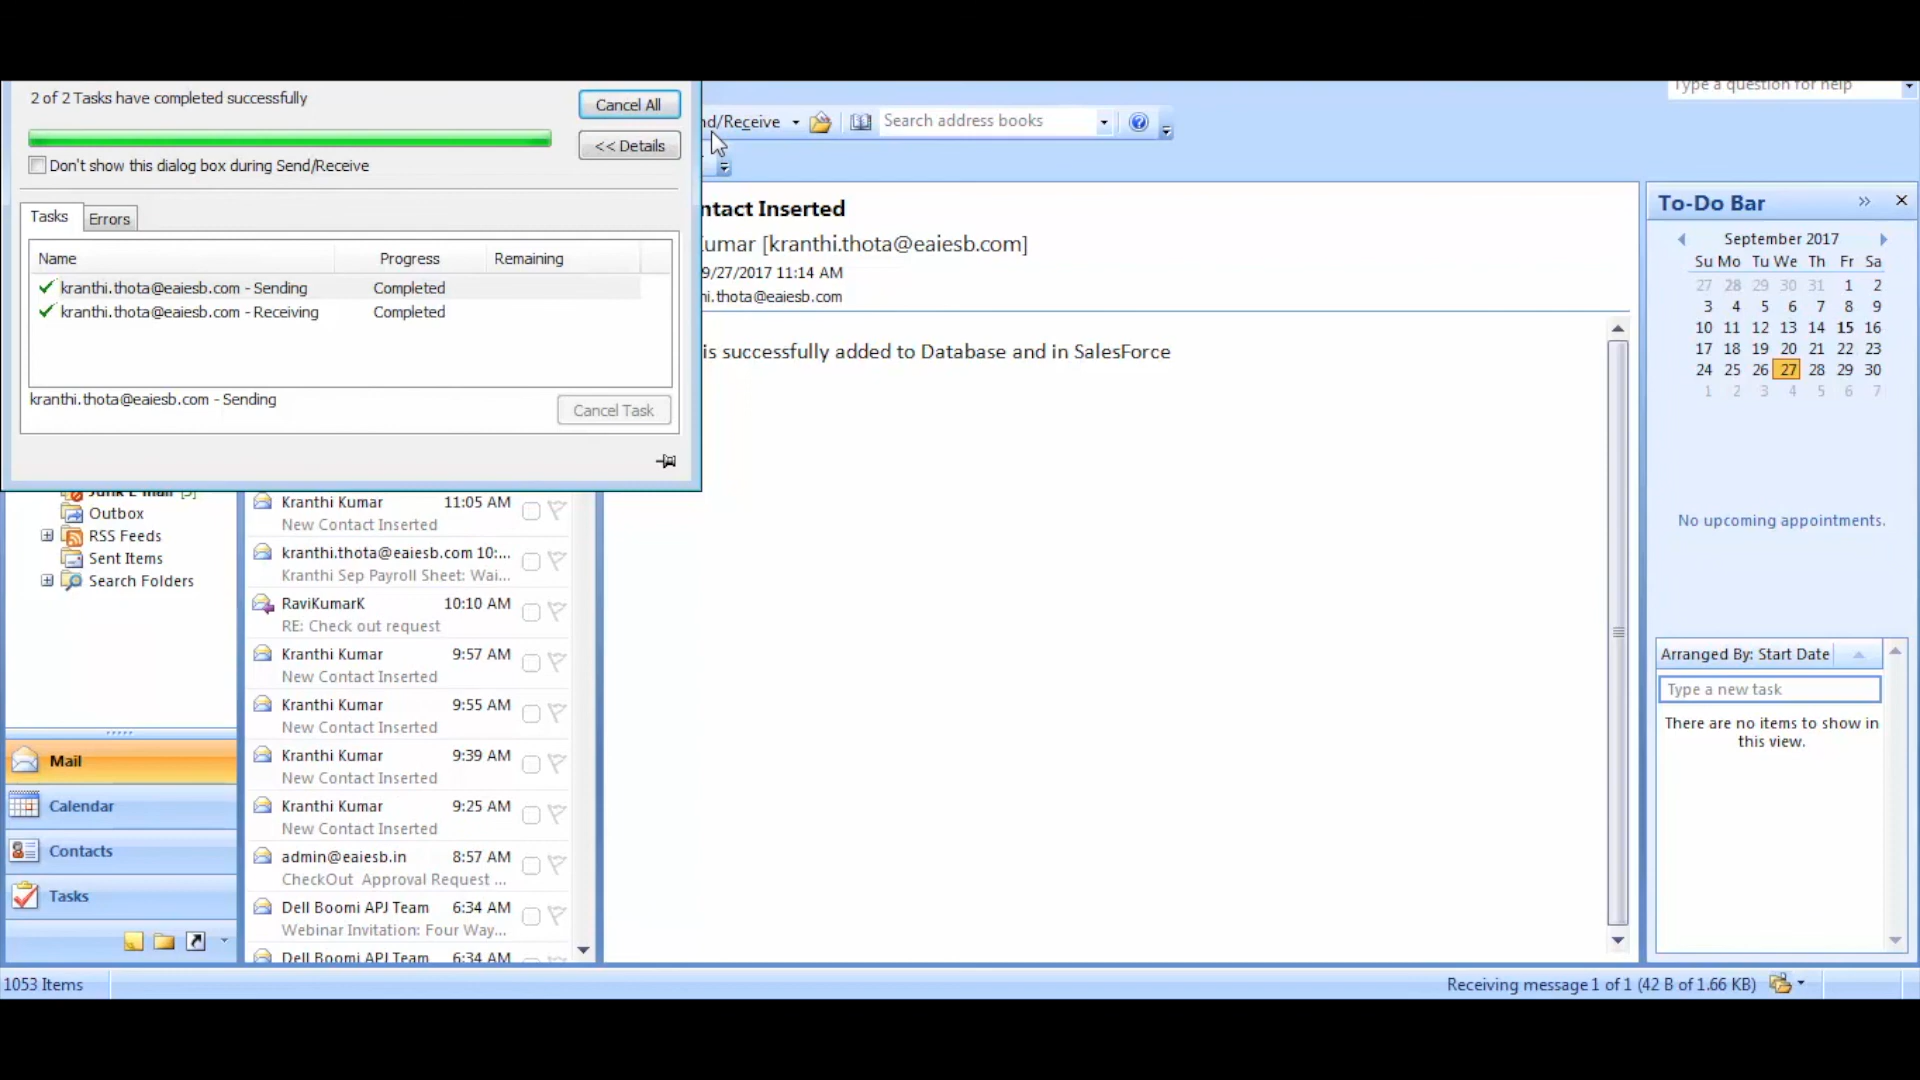 Type a question for help
2 of 2 Tasks have completed successfully
Cancel All
<< Details
Don't show this dialog box during Send/Receive
Tasks
Errors
Name Progress Remaining
kranthi.thota@eaiesb.com - Sending Completed
kranthi.thota@eaiesb.com - Receiving Completed
kranthi.thota@eaiesb.com - Sending
Cancel Task
nd/Receive
Search address books
ntact Inserted
umar [kranthi.thota@eaiesb.com]
9/27/2017 11:14 AM
hi.thota@eaiesb.com
is successfully added to Database and in SalesForce
Junk E-mail [5]
Outbox
RSS Feeds
Sent Items
Search Folders
Mail
Calendar
Contacts
Tasks
Kranthi Kumar 11:05 AM
New Contact Inserted
kranthi.thota@eaiesb.com 10:...
Kranthi Sep Payroll Sheet: Wai...
RaviKumarK 10:10 AM
RE: Check out request
Kranthi Kumar 9:57 AM
New Contact Inserted
Kranthi Kumar 9:55 AM
New Contact Inserted
Kranthi Kumar 9:39 AM
New Contact Inserted
Kranthi Kumar 9:25 AM
New Contact Inserted
admin@eaiesb.in 8:57 AM
CheckOut Approval Request ...
Dell Boomi APJ Team 6:34 AM
Webinar Invitation: Four Way...
Dell Boomi APJ Team 6:34 AM
To-Do Bar
September 2017
Su Mo Tu We Th Fr Sa
27 28 29 30 31 1 2
3 4 5 6 7 8 9
10 11 12 13 14 15 16
17 18 19 20 21 22 23
24 25 26 27 28 29 30
1 2 3 4 5 6 7
No upcoming appointments.
Arranged By: Start Date
Type a new task
There are no items to show in
this view.
1053 Items
Receiving message 1 of 1 (42 B of 1.66 KB)